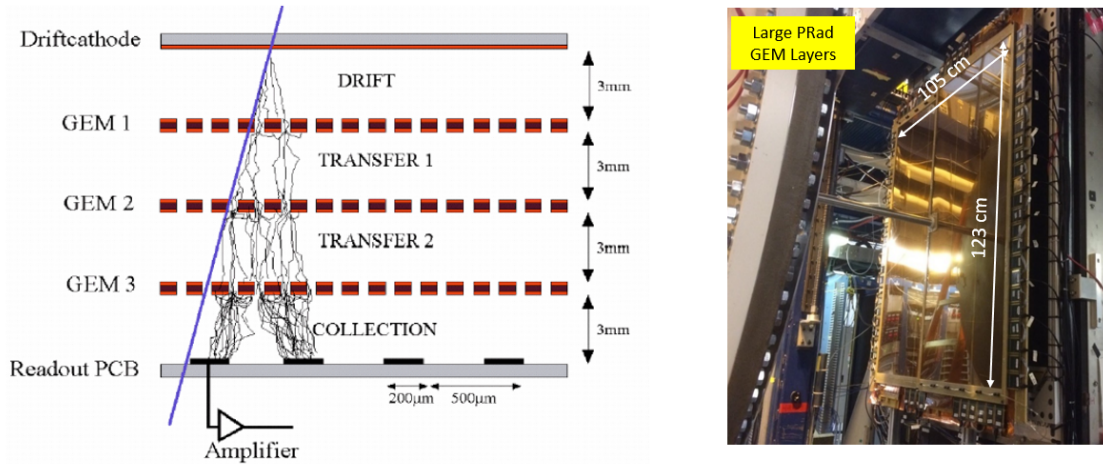 Driftcathode
DRIFT
3mm
GEM 1
TRANSFER 1
3mm
GEM 2
TRANSFER 2
3mm
GEM 3
COLLECTION
3mm
Readout PCB
200μm
500μm
Amplifier
Large PRad
GEM Layers
105 cm
123 cm